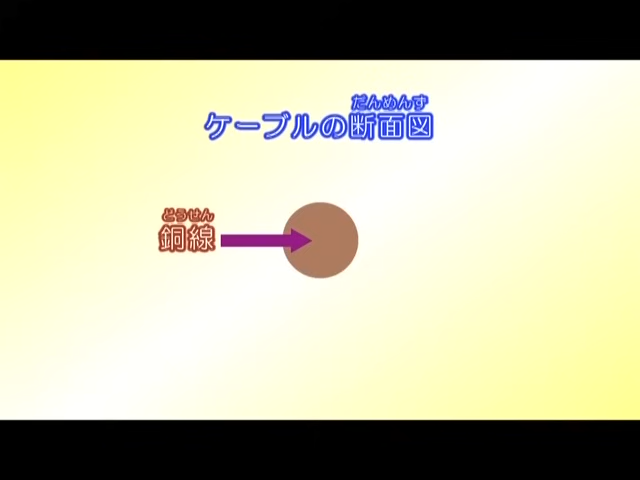 だんめんず
ケーブルの断面図
どうせん
銅線